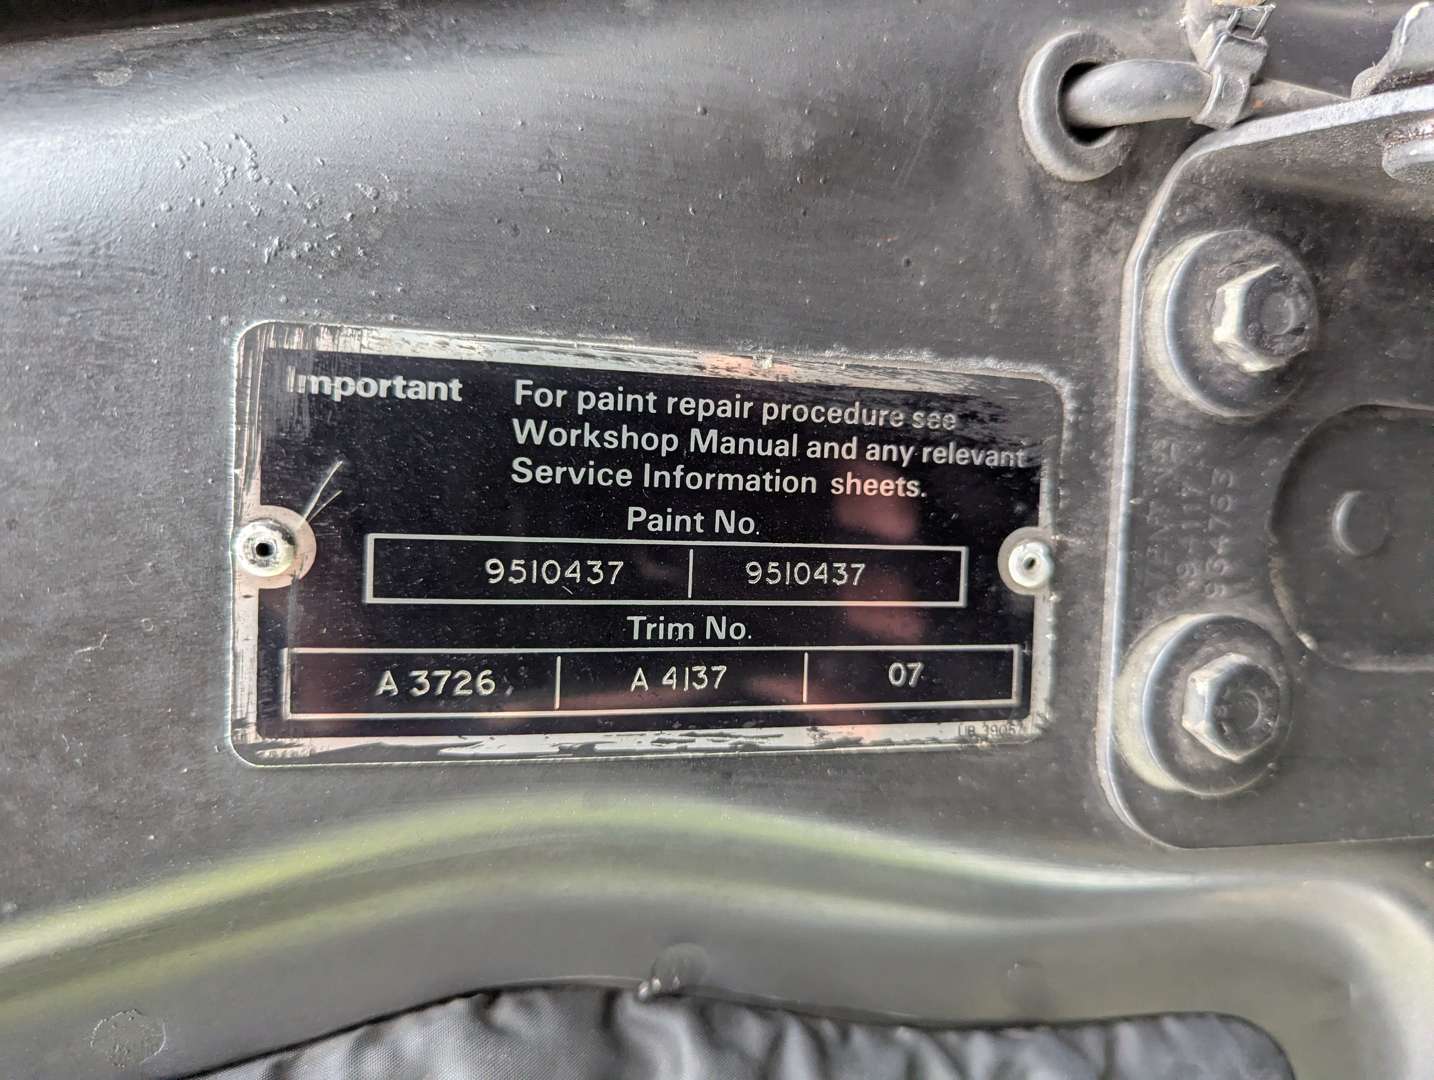 Important
For paint repair procedure see
Workshop Manual and any relevant
Service Information sheets.
Paint No.
9510437 9510437
Trim No.
A 3726 A 4137 07